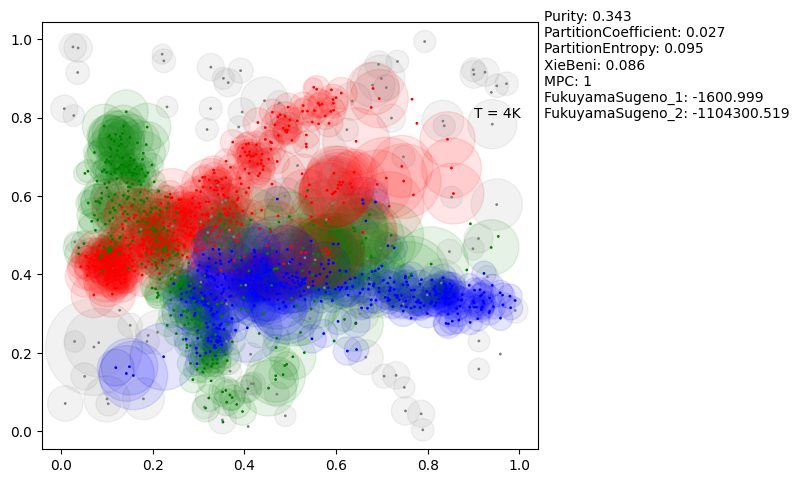 Purity: 0.343
PartitionCoefficient: 0.027
PartitionEntropy: 0.095
XieBeni: 0.086
MPC: 1
FukuyamaSugeno_1: -1600.999
FukuyamaSugeno_2: -1104300.519
T = 4K
1.0
0.8
0.6
0.4
0.2
0.0
0.0 0.2 0.4 0.6 0.8 1.0